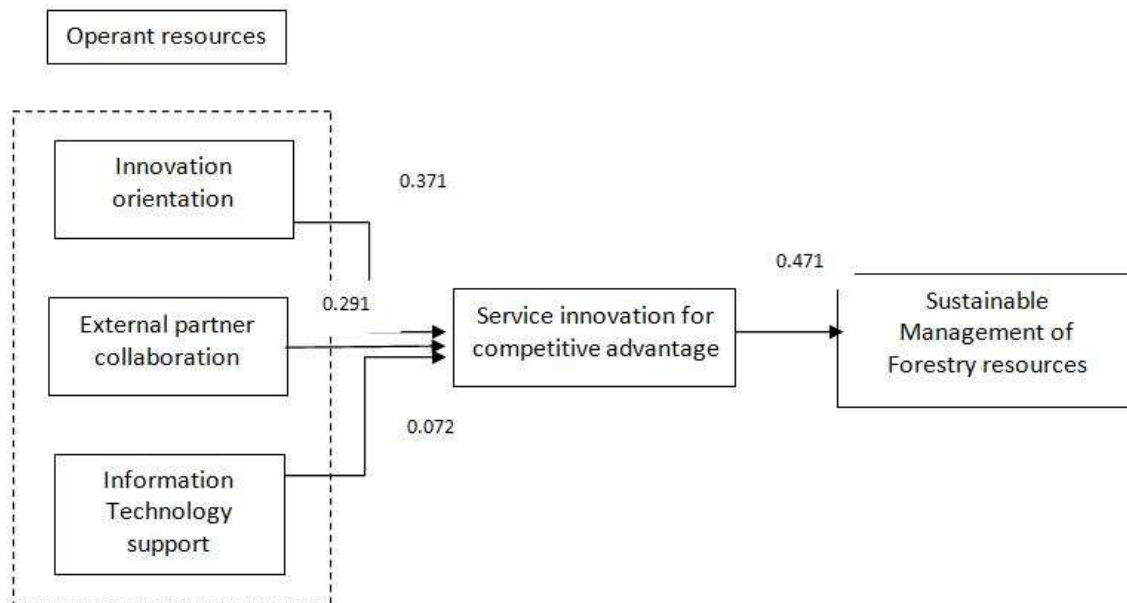 Operant resources
Innovation
orientation
0.371
External partner
collaboration
0.291
Information
Technology
support
0.072
Service innovation for
competitive advantage
0.471
Sustainable
Management of
Forestry resources